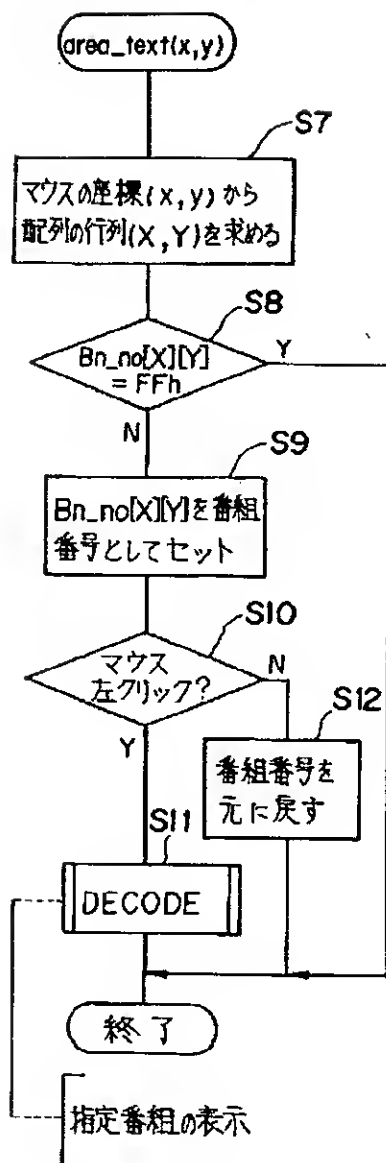 area_text(x,y)
S7
マウスの座標(x,y)から
配列の行列(X,Y)を求める
S8
Bn_no[X][Y]
= FFh
Y
N
S9
Bn_no[X][Y]を番組
番号としてセット
S10
マウス
左クリック?
N
Y
S12
番組番号を
元に戻す
S11
DECODE
終了
指定番組の表示